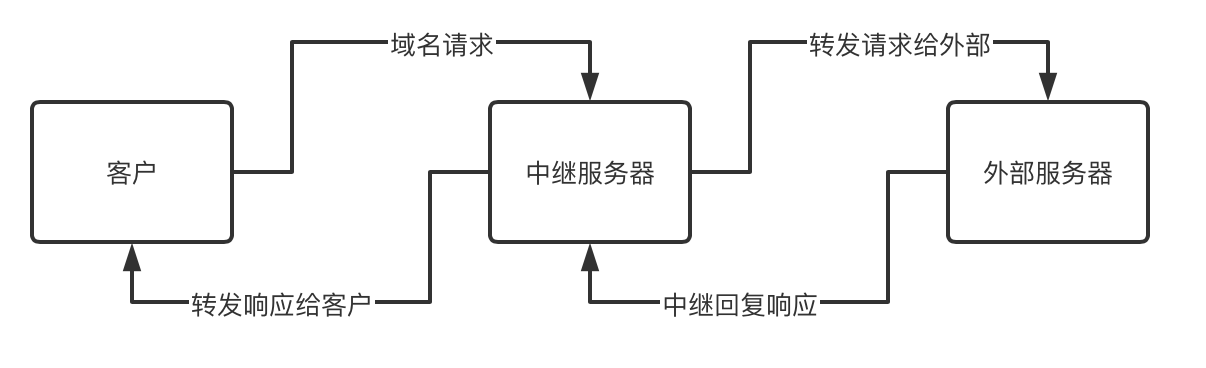 域名请求
转发请求给外部
客户
中继服务器
外部服务器
转发响应给客户
中继回复响应